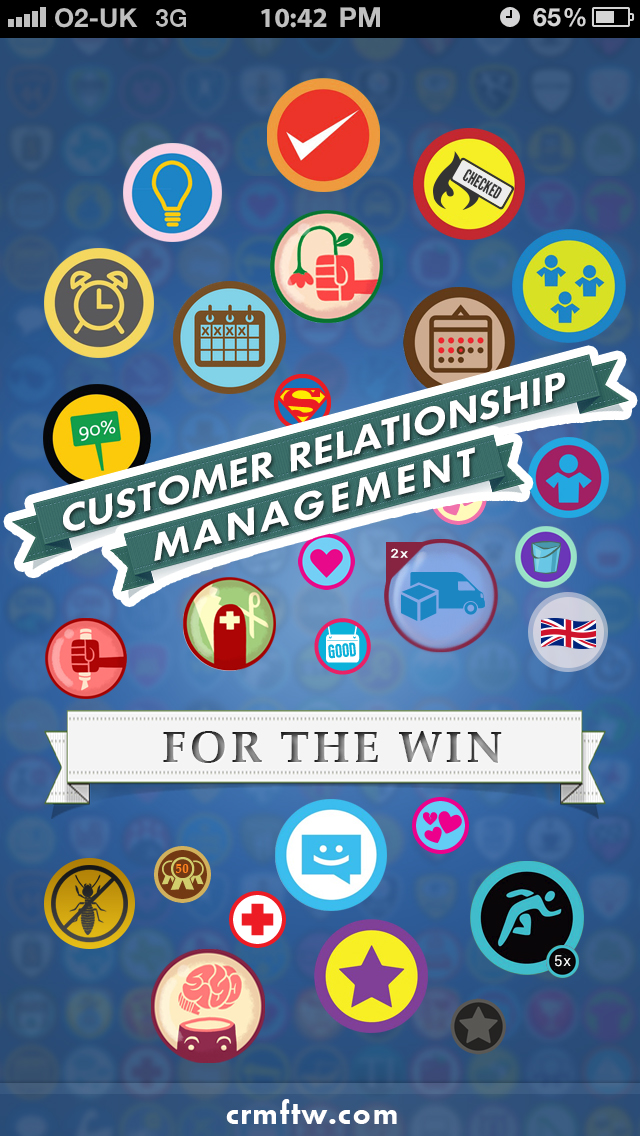 O2-UK 3G 10:42 PM 65%
CHECKED
XXXX
90%
CUSTOMER RELATIONSHIP
MANAGEMENT
2x
GOOD
FOR THE WIN
50
5x
crmftw.com